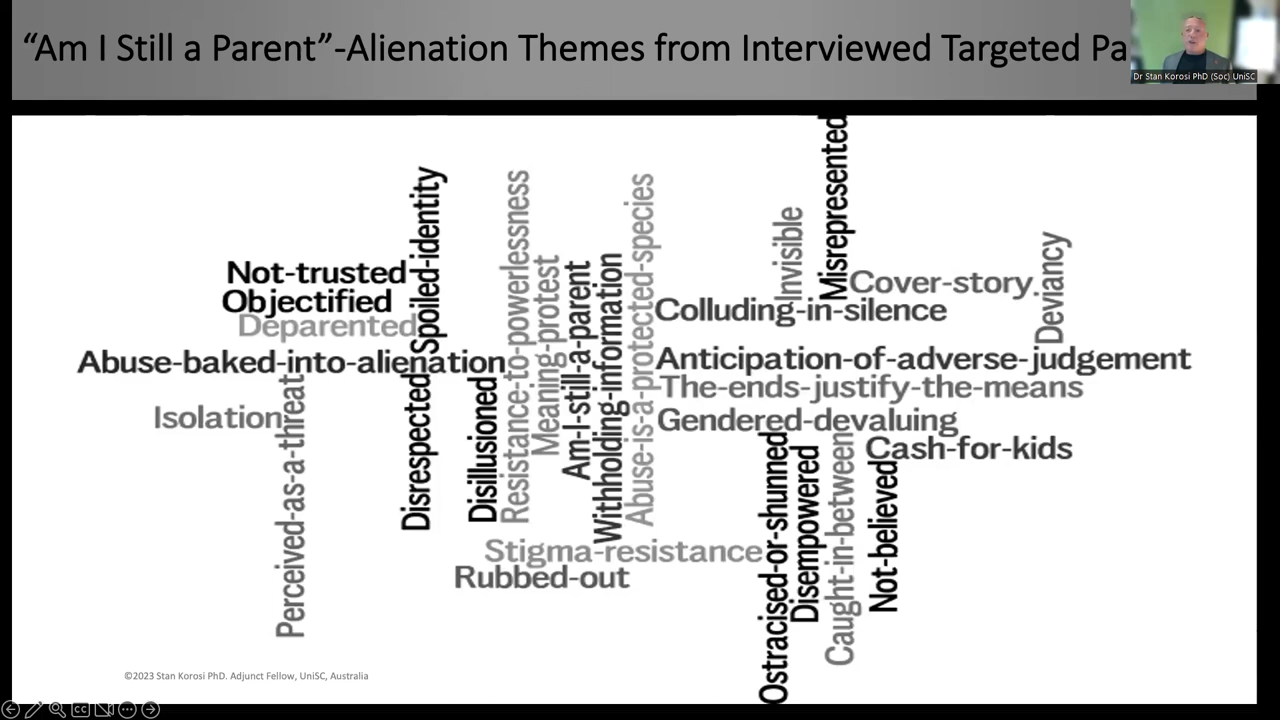 “Am I Still a Parent”-Alienation Themes from Interviewed Targeted Pa
Dr Stan Korosi PhD (Soc) UniSC
Not-trusted
Objectified
Deparented
Spoiled-identity
Abuse-baked-into-alienation
Isolation
Perceived-as-a-threat
Disrespected
Disillusioned
Resistance-to-powerlessness
Meaning-protest
Am-I-still-a-parent
Withholding-information
Abuse-is-a-protected-species
Invisible
Misrepresented
Cover-story
Deviancy
Colluding-in-silence
Anticipation-of-adverse-judgement
The-ends-justify-the-means
Gendered-devaluing
Cash-for-kids
Stigma-resistance
Rubbed-out
Ostracised-or-shunned
Disempowered
Caught-in-between
Not-believed
©2023 Stan Korosi PhD. Adjunct Fellow, UniSC, Australia
CC